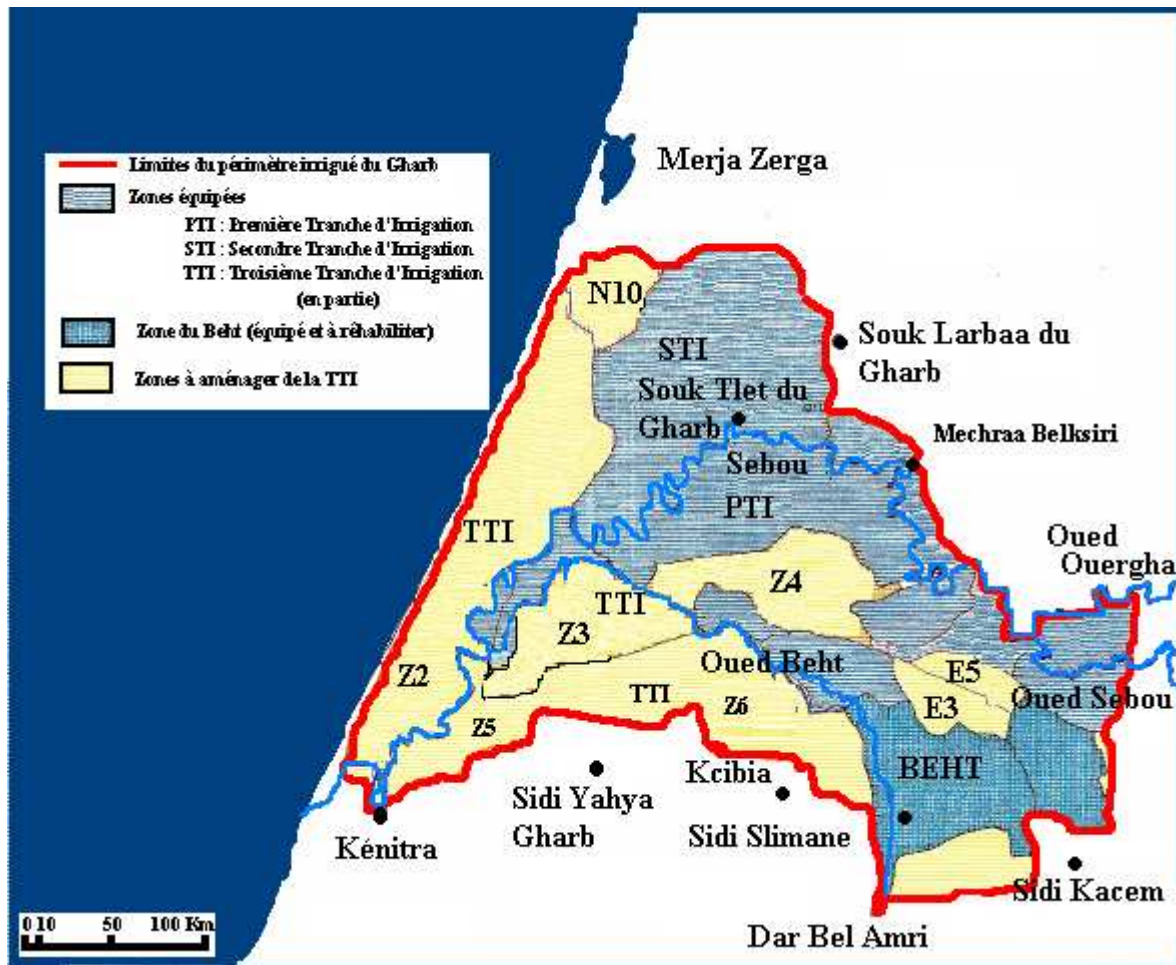 Limites du périmètre irrigué du Gharb
Zones équipées
PTI : Première Tranche d'Irrigation
STI : Secondre Tranche d'Irrigation
TTI : Troisième Tranche d'Irrigation
(en partie)
Zone du Beht (équipé et à réhabiliter)
Zones à aménager de la TTI
Merja Zerga
N10
STI
Souk Larbaa du
Gharb
Souk Tlet du
Gharb
Mechraa Belksiri
Sebou
PTI
TTI
Oued
Ouergha
Z4
TTI
Z3
Z2
Oued Beht
E5
TTI
Oued Sebou
Z6
E3
Z5
BEHT
Kcibia
Sidi Yahya
Gharb
Kénitra
Sidi Slimane
Sidi Kacem
Dar Bel Amri
0 10 50 100 Km